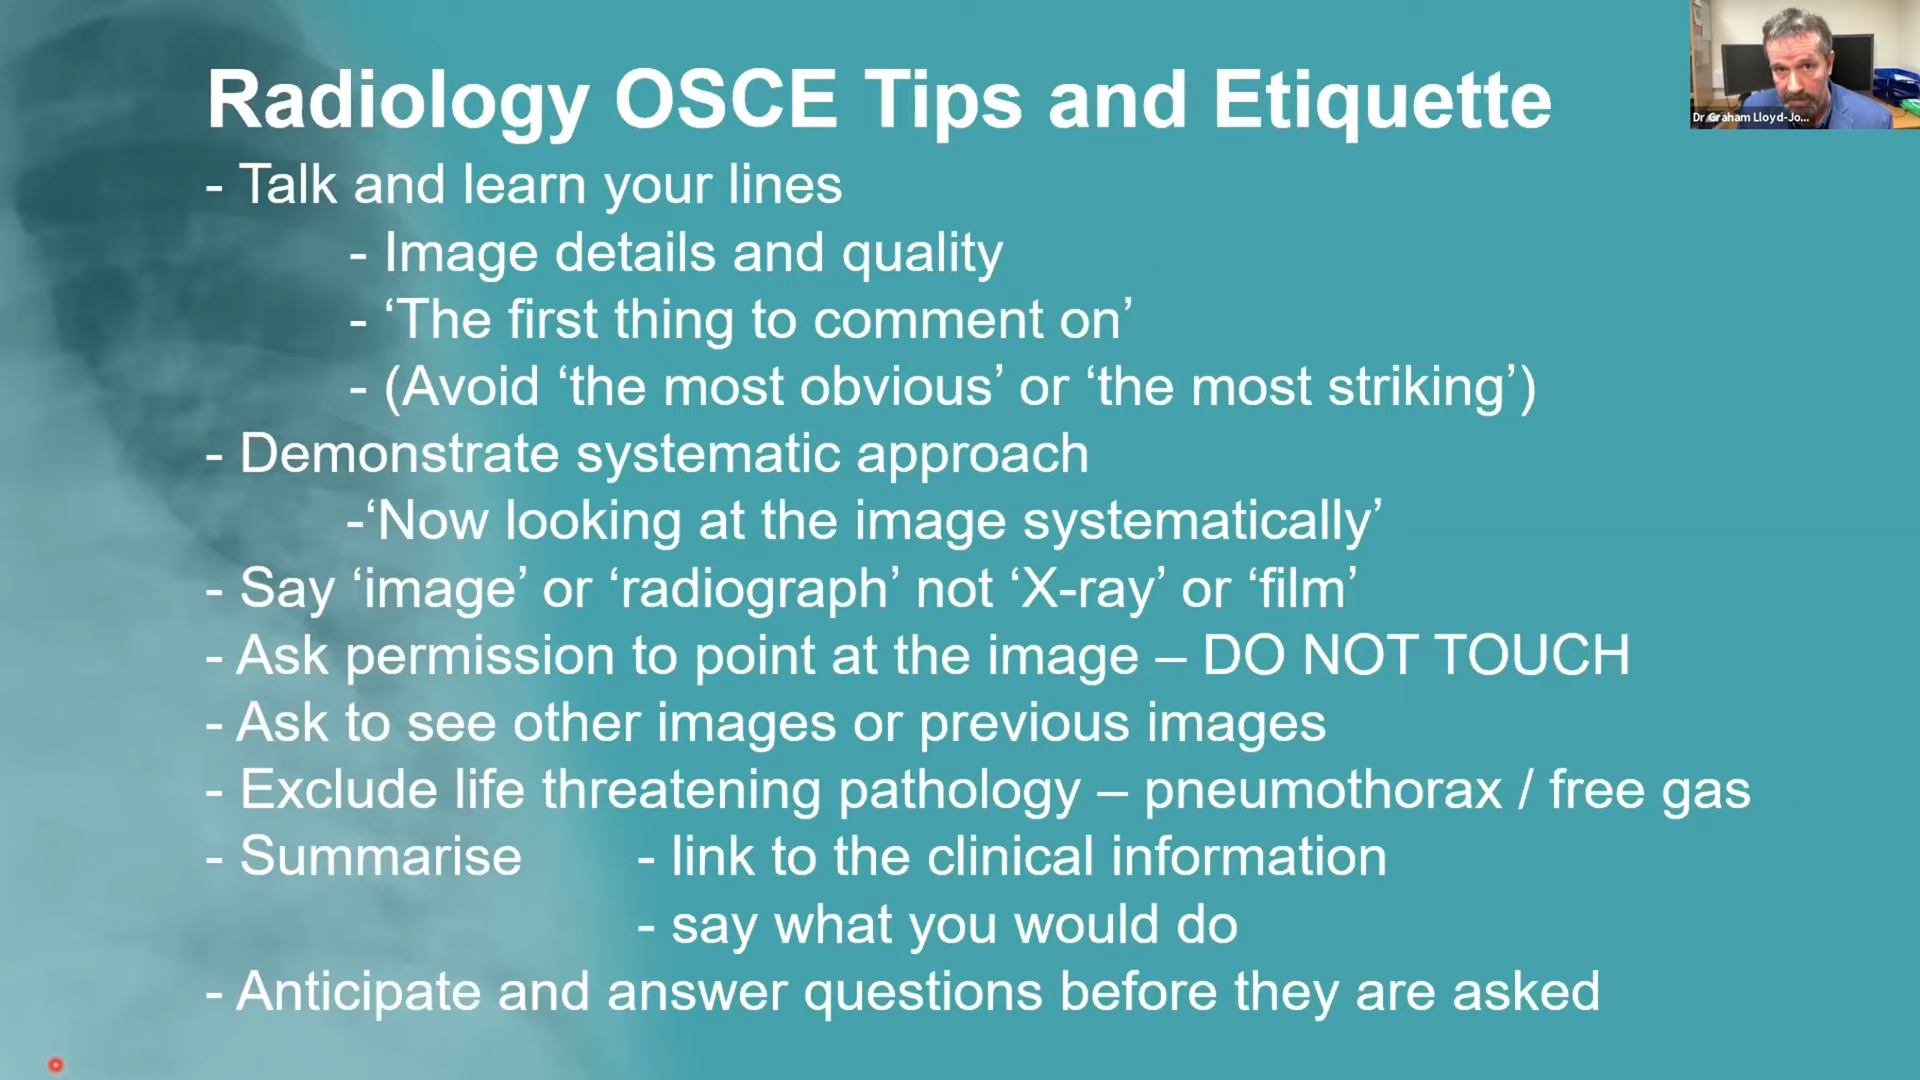 Radiology OSCE Tips and Etiquette
Dr Graham Lloyd-Jo...
- Talk and learn your lines
- Image details and quality
- ‘The first thing to comment on’
- (Avoid ‘the most obvious’ or ‘the most striking’)
- Demonstrate systematic approach
-‘Now looking at the image systematically’
- Say ‘image’ or ‘radiograph’ not ‘X-ray’ or ‘film’
- Ask permission to point at the image – DO NOT TOUCH
- Ask to see other images or previous images
- Exclude life threatening pathology – pneumothorax / free gas
- Summarise - link to the clinical information
- say what you would do
- Anticipate and answer questions before they are asked